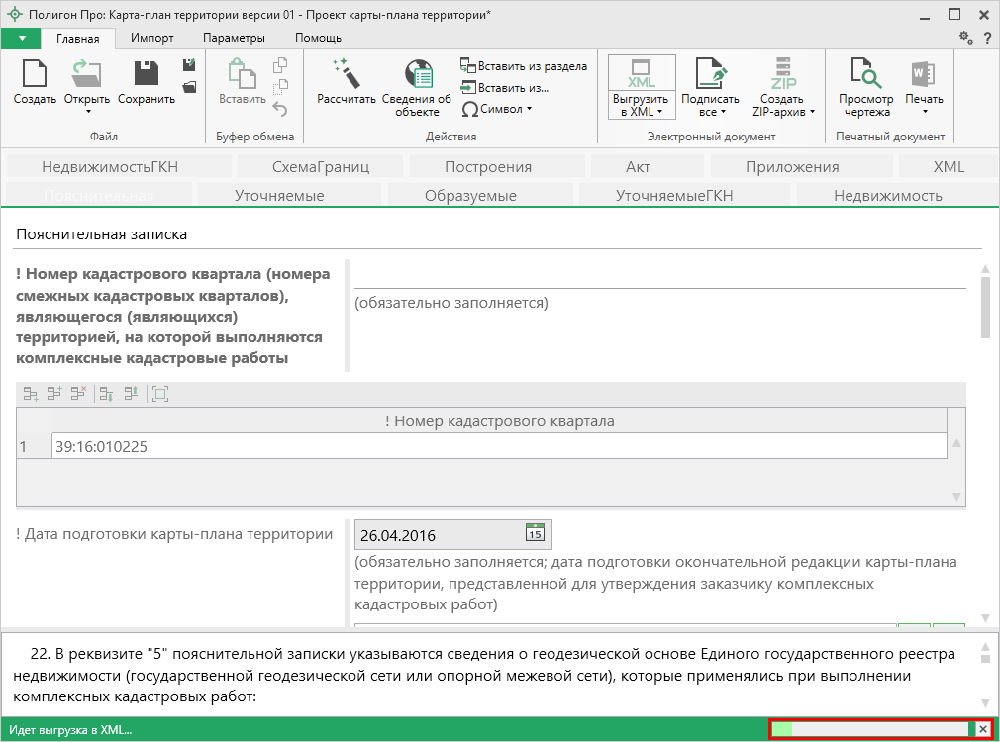 Полигон Про: Карта-план территории версии 01 - Проект карты-плана территории*
Главная Импорт Параметры Помощь
?
Создать Открыть Сохранить
Файл
Вставить
Буфер обмена
Рассчитать Сведения об объекте
Вставить из раздела
Вставить из...
Символ
Действия
XML
Выгрузить
в XML
Подписать
все
ZIP
Создать
ZIP-архив
Электронный документ
Просмотр
чертежа
Печать
Печатный документ
НедвижимостьГКН СхемаГраниц Построения Акт Приложения XML
Пояснительная Уточняемые Образуемые УточняемыеГКН Недвижимость
Пояснительная записка
! Номер кадастрового квартала (номера
смежных кадастровых кварталов),
являющегося (являющихся)
территорией, на которой выполняются
комплексные кадастровые работы
(обязательно заполняется)
! Номер кадастрового квартала
1 39:16:010225
! Дата подготовки карты-плана территории
26.04.2016
15
(обязательно заполняется; дата подготовки окончательной редакции карты-плана
территории, представленной для утверждения заказчику комплексных
кадастровых работ)
22. В реквизите "5" пояснительной записки указываются сведения о геодезической основе Единого государственного реестра
недвижимости (государственной геодезической сети или опорной межевой сети), которые применялись при выполнении
комплексных кадастровых работ:
Идет выгрузка в XML...